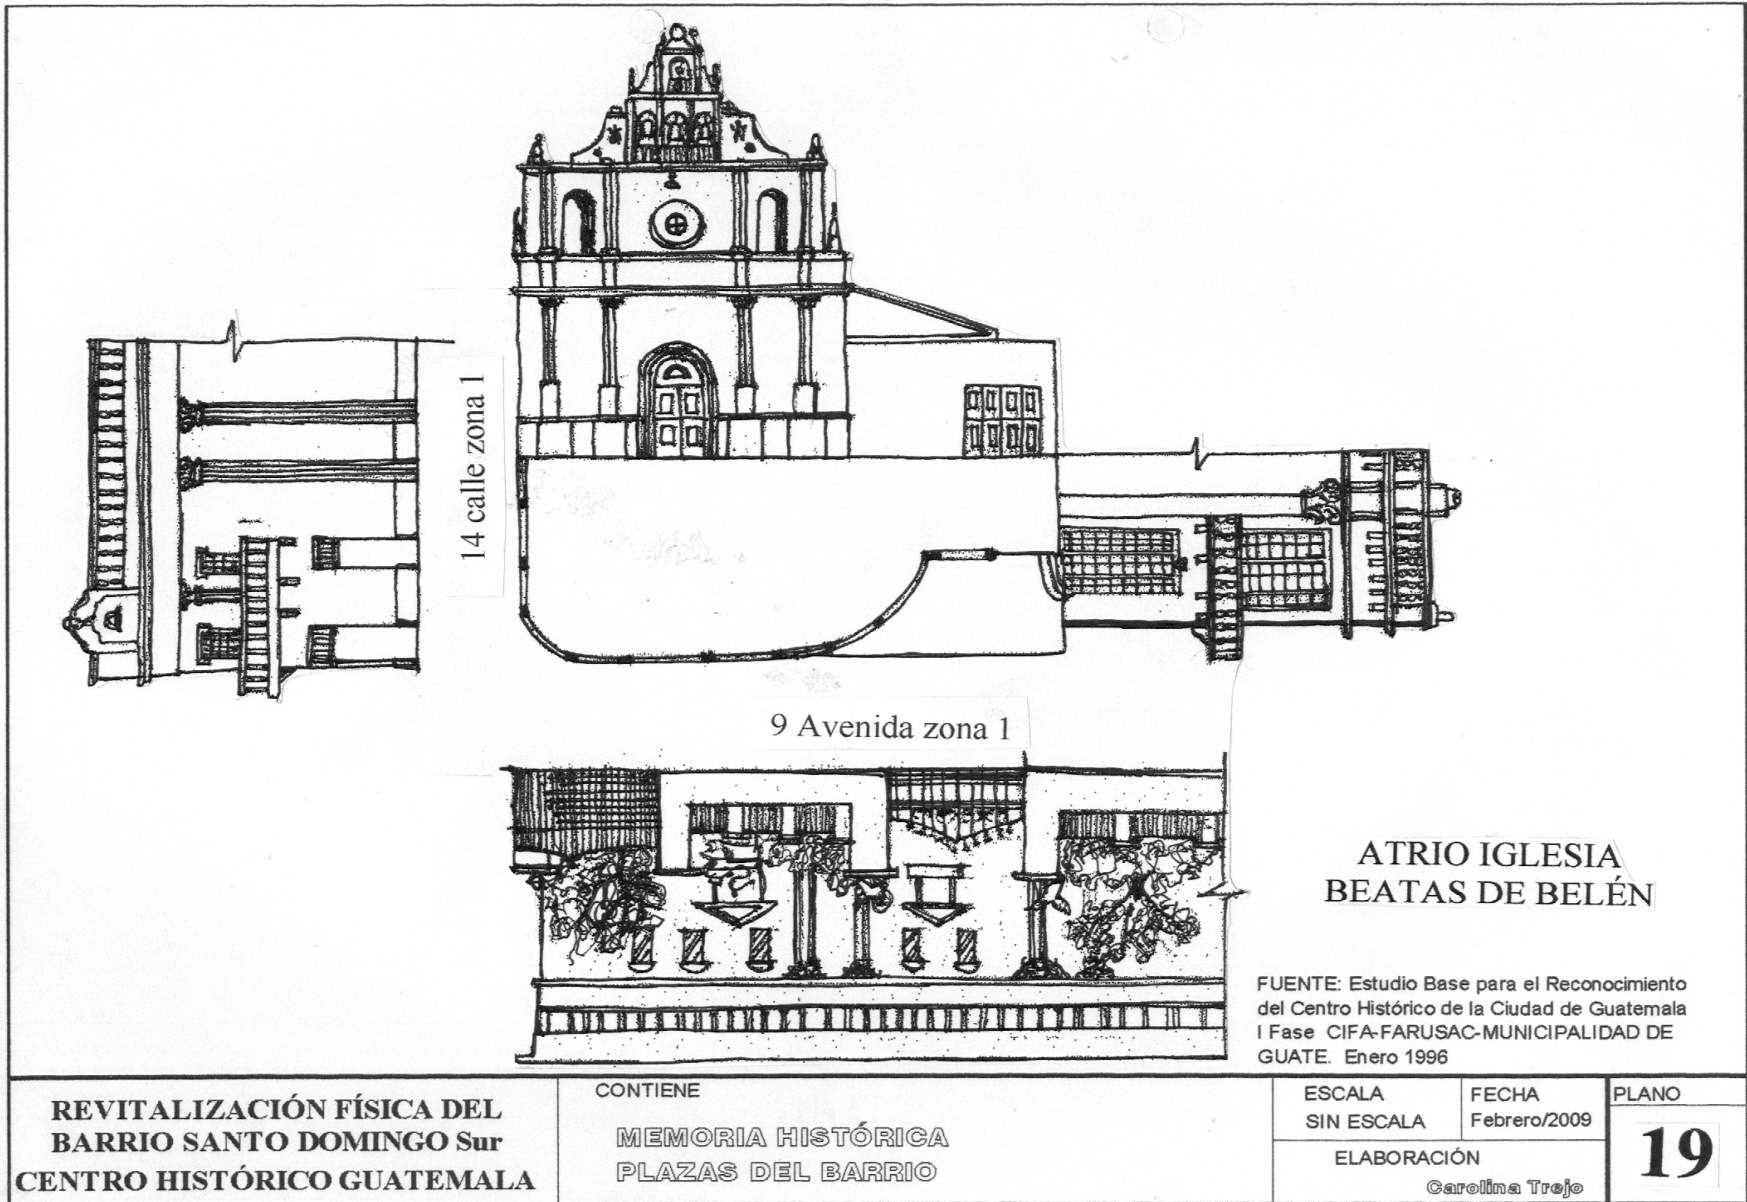 14 calle zona 1
9 Avenida zona 1
ATRIO IGLESIA
BEATAS DE BELÉN
FUENTE: Estudio Base para el Reconocimiento
del Centro Histórico de la Ciudad de Guatemala
I Fase CIFA-FARUSAC-MUNICIPALIDAD DE
GUATE. Enero 1996
REVITALIZACIÓN FÍSICA DEL
BARRIO SANTO DOMINGO Sur
CENTRO HISTÓRICO GUATEMALA
CONTIENE
MEMORIA HISTÓRICA
PLAZAS DEL BARRIO
ESCALA
SIN ESCALA
FECHA
Febrero/2009
ELABORACIÓN
Carolina Trejo
PLANO
19